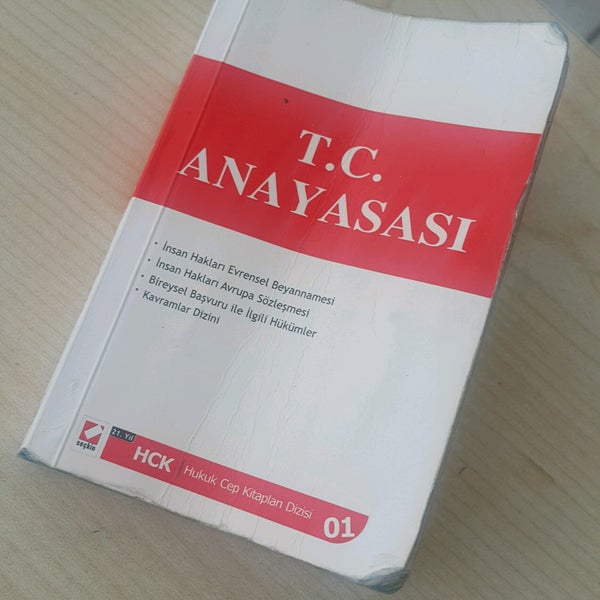 T.C.
ANAYASASI
• İnsan Hakları Evrensel Beyannamesi
• İnsan Hakları Avrupa Sözleşmesi
• Bireysel Başvuru ile İlgili Hükümler
• Kavramlar Dizini
seçkin
21. Yıl
HCK | Hukuk Cep Kitapları Dizisi
01